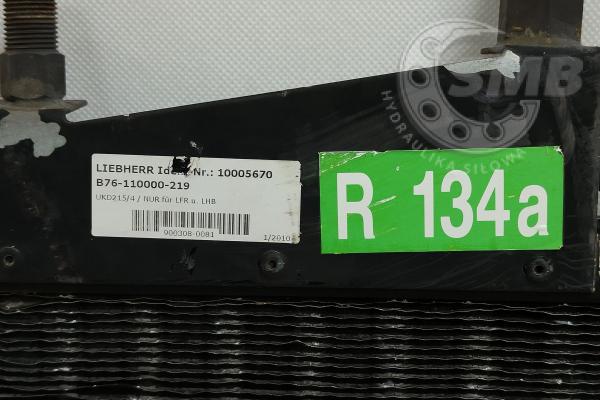 SMB
HYDRAULIKA SIŁOWA
LIEBHERR Ident-Nr.: 10005670
B76-110000-219
UKD215/4 / NUR für LFR u. LHB
900308-0081
1/2010
R 134a